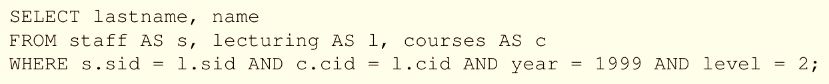 SELECT lastname, name
FROM staff AS s, lecturing AS l, courses AS c
WHERE s.sid = l.sid AND c.cid = l.cid AND year = 1999 AND level = 2;